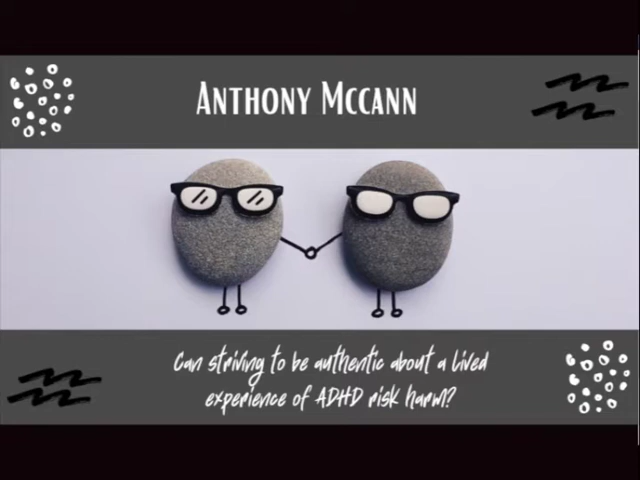 Anthony Mccann
Can striving to be authentic about a lived
experience of ADHD risk harm?